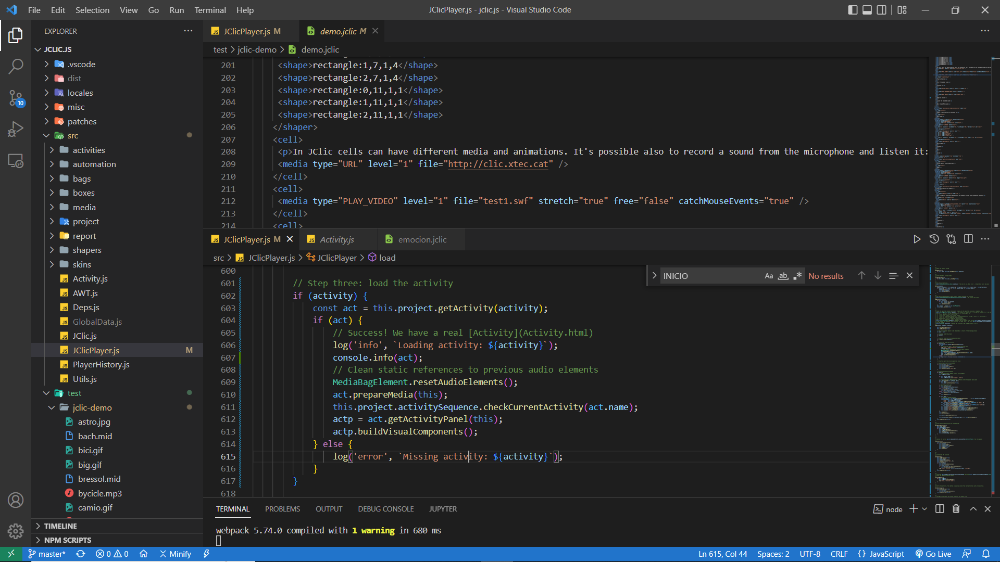 File Edit Selection View Go Run Terminal Help
JClicPlayer.js - jclic.js - Visual Studio Code
EXPLORER
JCLIC.JS
.vscode
dist
locales
misc
patches
src
activities
automation
bags
boxes
media
project
report
shapers
skins
Activity.js
AWT.js
Deps.js
GlobalData.js
JClic.js
JClicPlayer.js M
PlayerHistory.js
Utils.js
test
jclic-demo
astro.jpg
bach.mid
bici.gif
big.gif
bressol.mid
bycicle.mp3
camio.gif
TIMELINE
NPM SCRIPTS
10
JClicPlayer.js M demo.jclic M
test > jclic-demo > demo.jclic
201 <shape>rectangle:1,7,1,4</shape>
202 <shape>rectangle:2,7,1,4</shape>
203 <shape>rectangle:0,11,1,1</shape>
204 <shape>rectangle:1,11,1,1</shape>
205 <shape>rectangle:2,11,1,1</shape>
206 </shaper>
207 <cell>
208 <p>In JClic cells can have different media and animations. It's possible also to record a sound from the microphone and listen it:
209 <media type="URL" level="1" file="http://clic.xtec.cat" />
210 </cell>
211 <cell>
212 <media type="PLAY_VIDEO" level="1" file="test1.swf" stretch="true" free="false" catchMouseEvents="true" />
213 </cell>
214 <cell>
JClicPlayer.js M Activity.js emocion.jclic
src > JClicPlayer.js > JClicPlayer > load
INICIO Aa ab No results
600
601 // Step three: load the activity
602 if (activity) {
603 const act = this.project.getActivity(activity);
604 if (act) {
605 // Success! We have a real [Activity](Activity.html)
606 log('info', `Loading activity: ${activity}`);
607 console.info(act);
608 // Clean static references to previous audio elements
609 MediaBagElement.resetAudioElements();
610 act.prepareMedia(this);
611 this.project.activitySequence.checkCurrentActivity(act.name);
612 actp = act.getActivityPanel(this);
613 actp.buildVisualComponents();
614 } else {
615 log('error', `Missing activity: ${activity}`);
616 }
617 }
618
TERMINAL PROBLEMS OUTPUT DEBUG CONSOLE JUPYTER
node
webpack 5.74.0 compiled with 1 warning in 680 ms
master* 0 0 Minify
Ln 615, Col 44 Spaces: 2 UTF-8 CRLF {} JavaScript Go Live